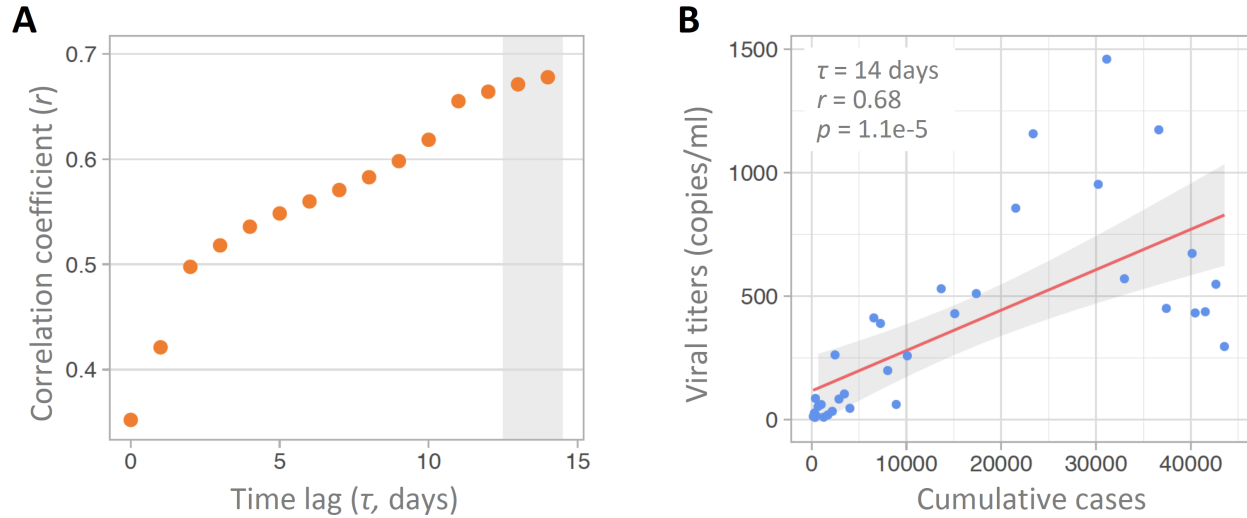 A
0.7
0.6
0.5
0.4
Correlation coefficient (r)
0 5 10 15
Time lag (τ, days)
B
1500
1000
500
0
Viral titers (copies/ml)
τ = 14 days
r = 0.68
p = 1.1e-5
0 10000 20000 30000 40000
Cumulative cases